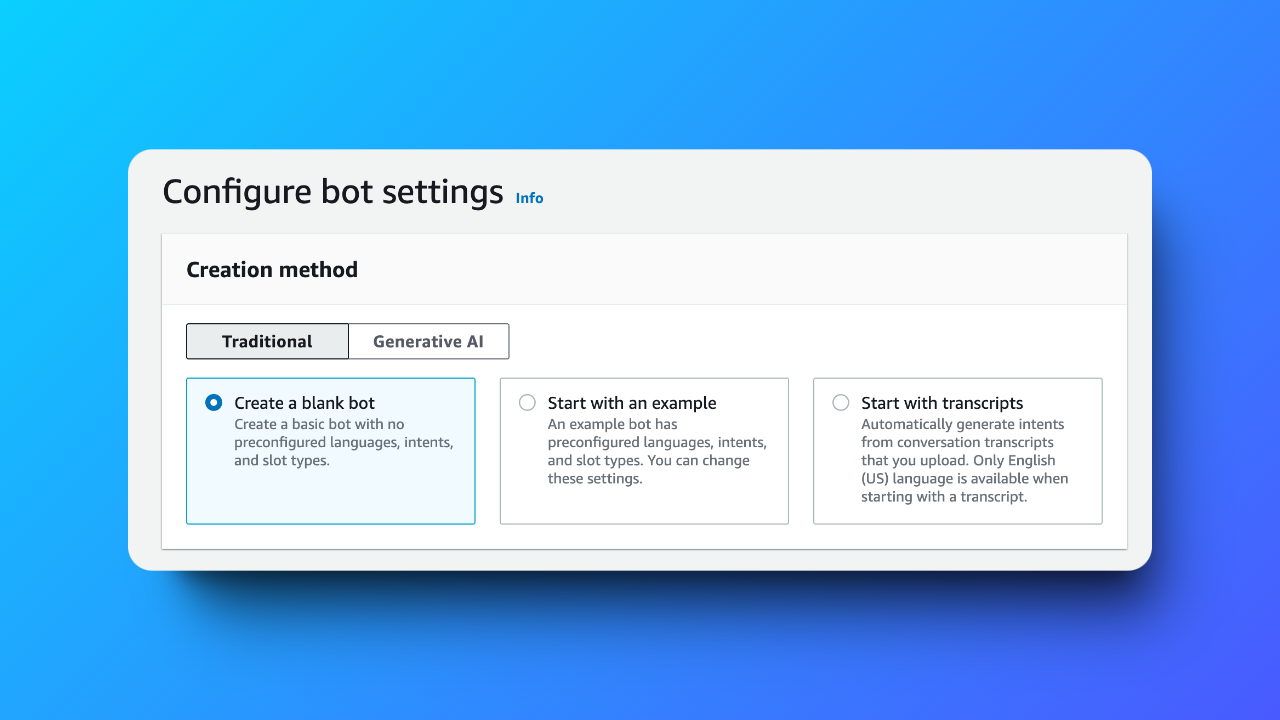 Configure bot settings Info
Creation method
Traditional
Generative AI
Create a blank bot
Create a basic bot with no
preconfigured languages, intents,
and slot types.
Start with an example
An example bot has
preconfigured languages, intents,
and slot types. You can change
these settings.
Start with transcripts
Automatically generate intents
from conversation transcripts
that you upload. Only English
(US) language is available when
starting with a transcript.